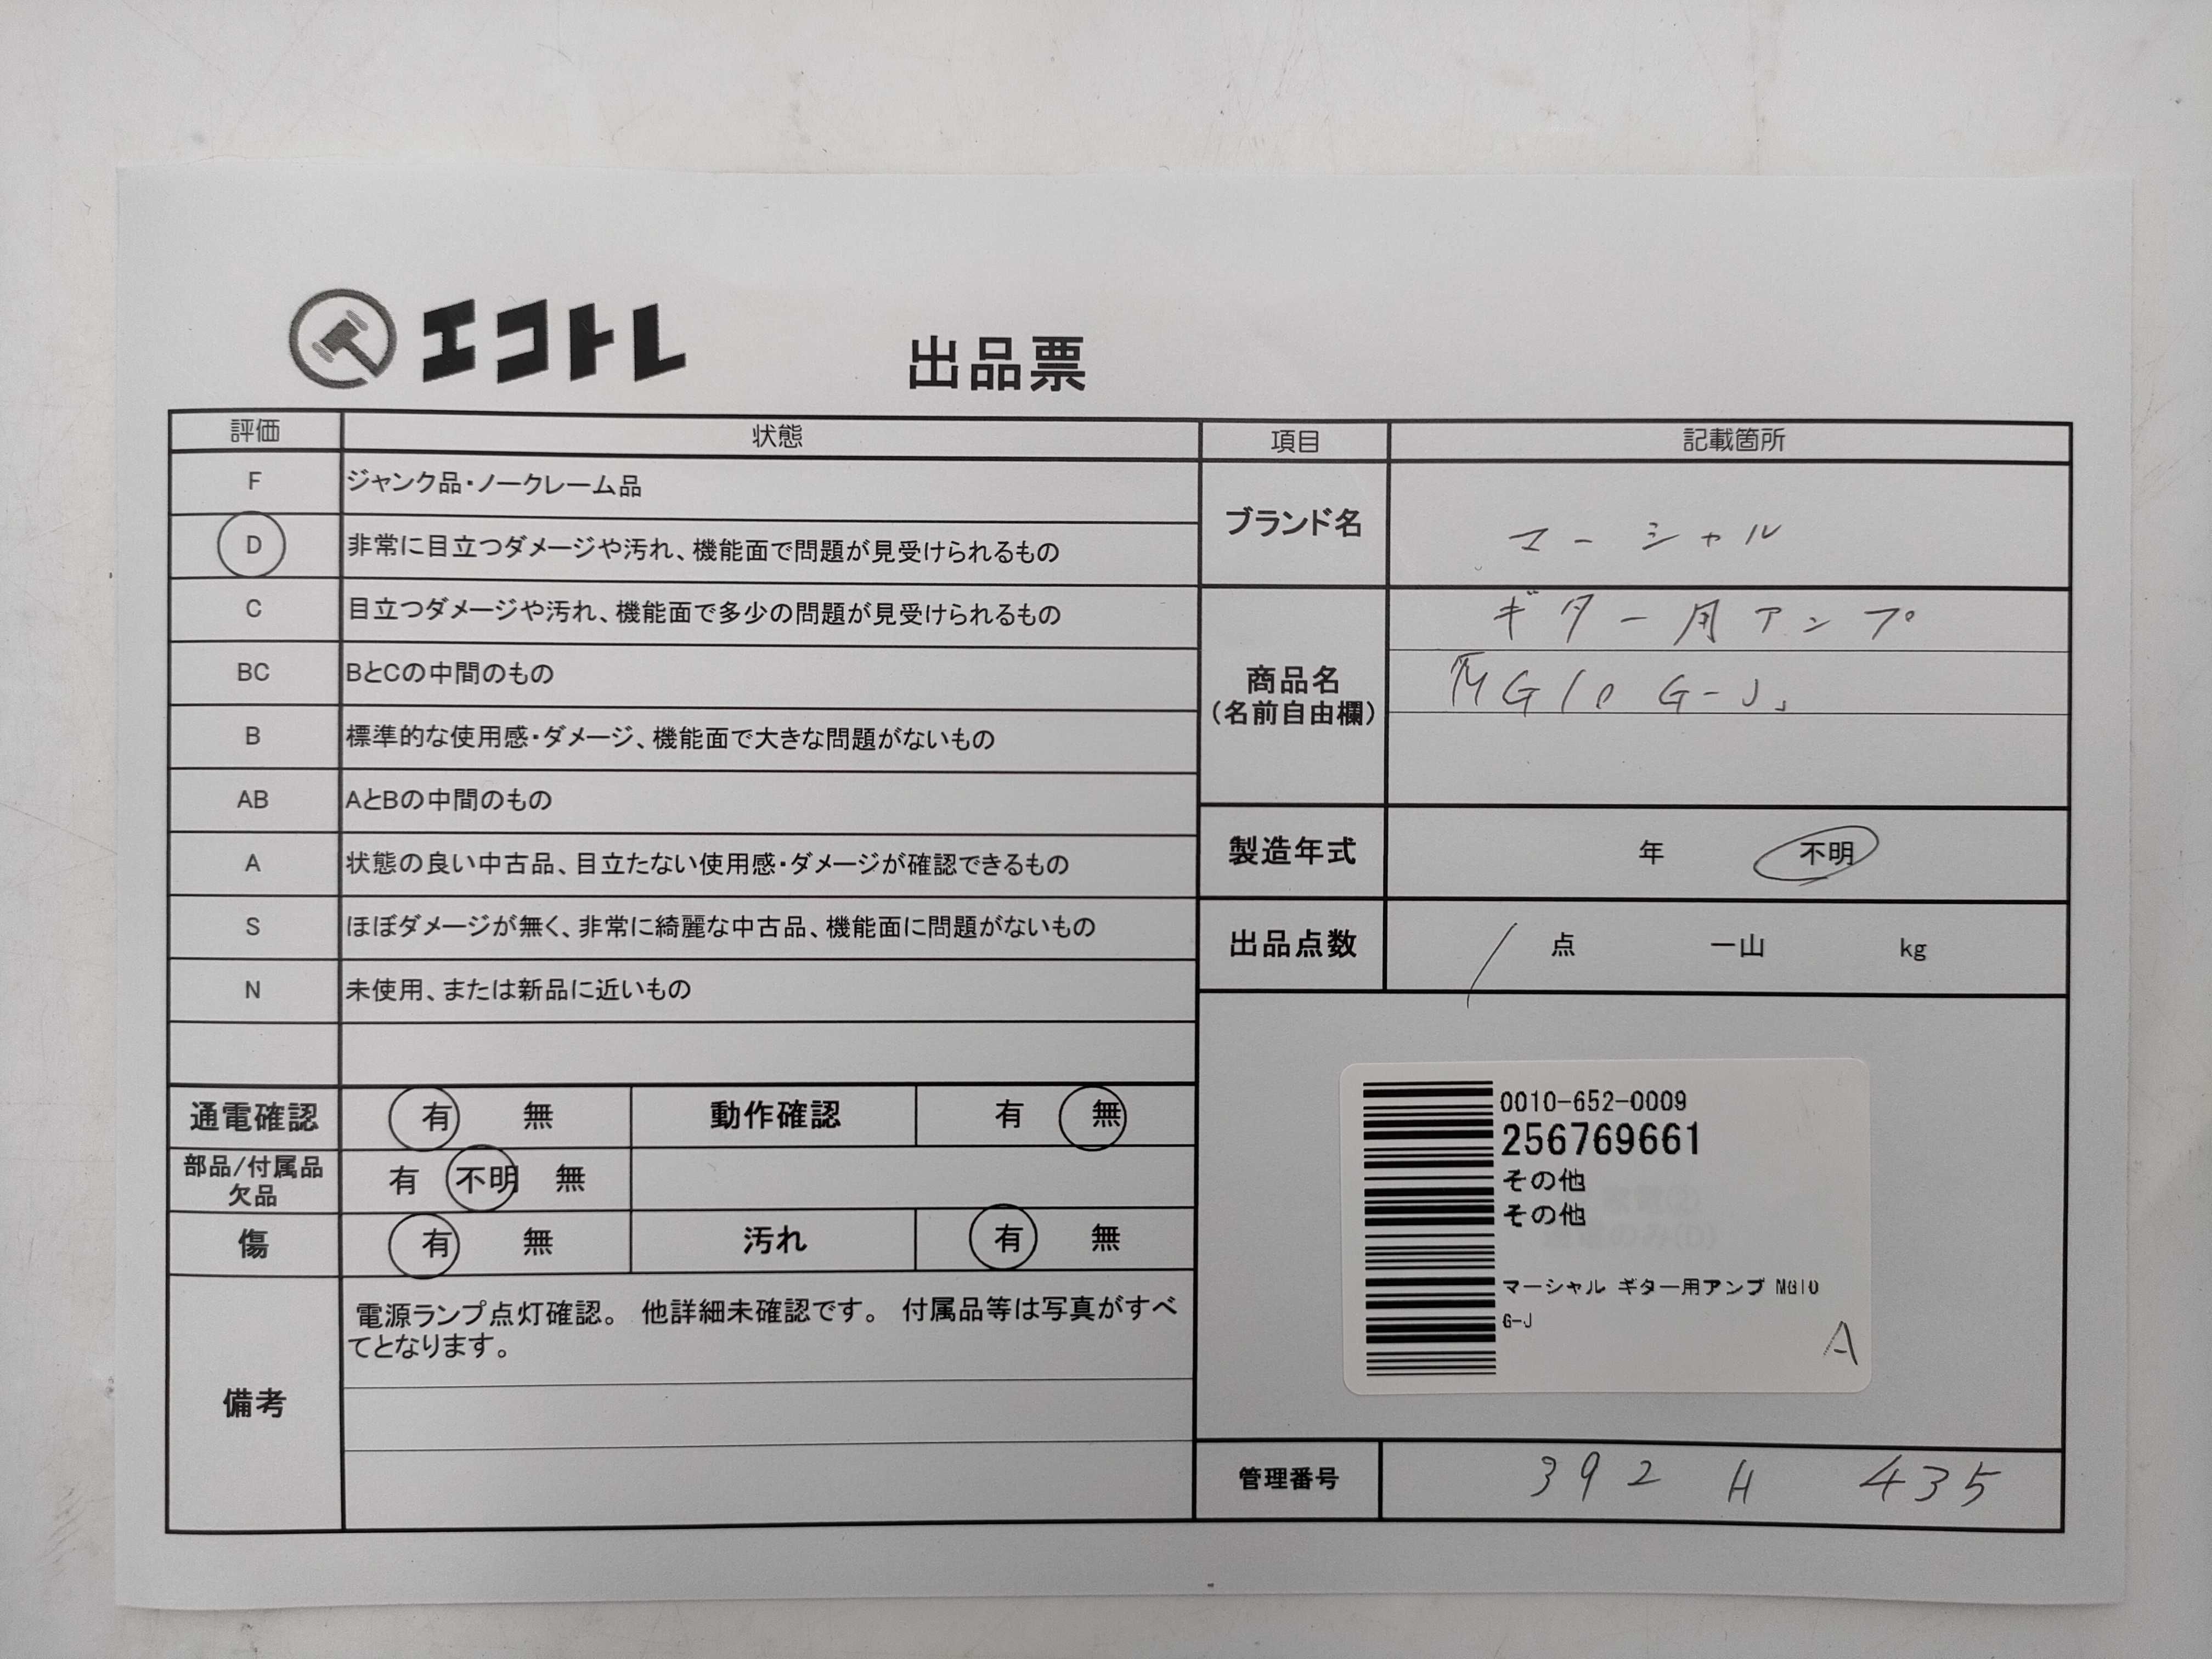 エコトレ
出品票
評価 状態
F ジャンク品・ノークレーム品
D 非常に目立つダメージや汚れ、機能面で問題が見受けられるもの
C 目立つダメージや汚れ、機能面で多少の問題が見受けられるもの
BC BとCの中間のもの
B 標準的な使用感・ダメージ、機能面で大きな問題がないもの
AB AとBの中間のもの
A 状態の良い中古品、目立たない使用感・ダメージが確認できるもの
S ほぼダメージが無く、非常に綺麗な中古品、機能面に問題がないもの
N 未使用、または新品に近いもの
通電確認 有 無 動作確認 有 無
部品/付属品
欠品
有 不明 無
傷 有 無 汚れ 有 無
備考
電源ランプ点灯確認。 他詳細未確認です。 付属品等は写真がすべ
てとなります。
項目 記載箇所
ブランド名 マーシャル
商品名
(名前自由欄)
ギター用アンプ
「MG10 G-J」
製造年式 年 不明
出品点数 1 点 一山 kg
0010-652-0009
256769661
その他
その他
マーシャル ギター用アンプ MG10
G-J
A
管理番号 392 H 435